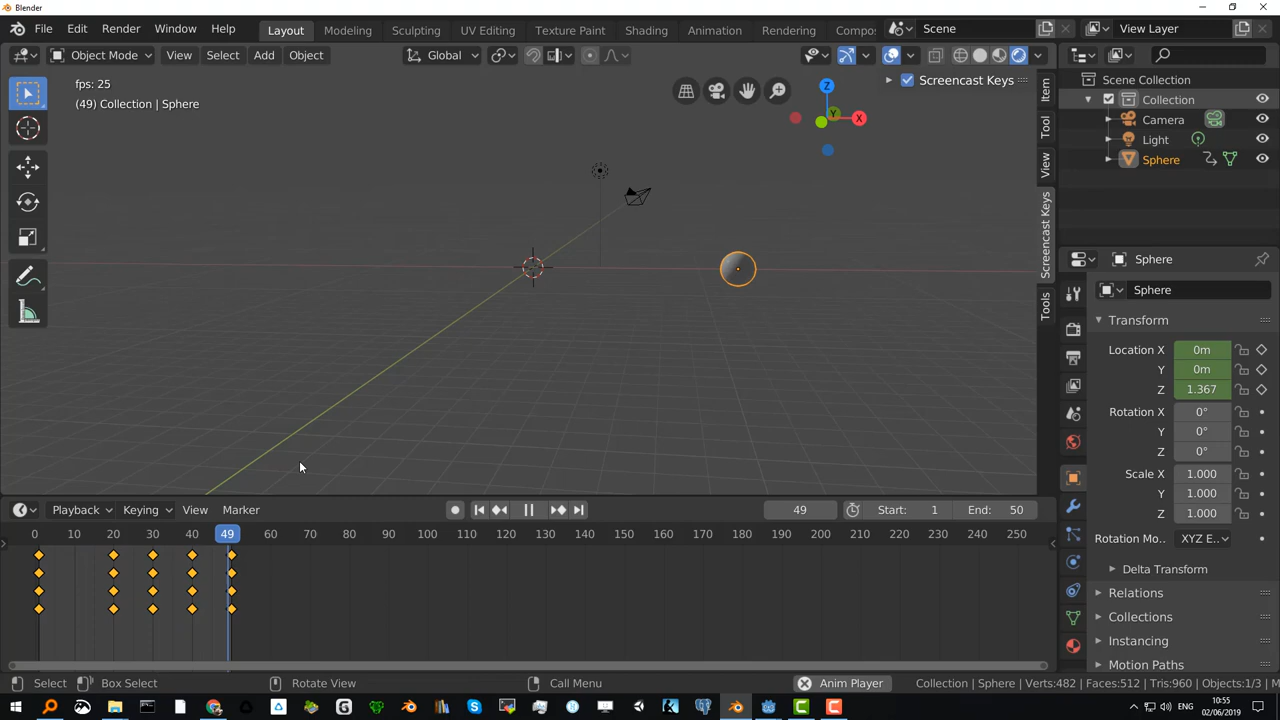 Blender
File Edit Render Window Help
Layout Modeling Sculpting UV Editing Texture Paint Shading Animation Rendering Compos
Scene
View Layer
Object Mode View Select Add Object
Global
fps: 25
(49) Collection | Sphere
Screencast Keys
Z
Y
X
Item
Tool
View
Screencast Keys
Tools
Scene Collection
Collection
Camera
Light
Sphere
Sphere
Sphere
Transform
Location X 0m
Y 0m
Z 1.367
Rotation X 0°
Y 0°
Z 0°
Scale X 1.000
Y 1.000
Z 1.000
Rotation Mo.. XYZ E..
Delta Transform
Relations
Collections
Instancing
Motion Paths
Playback Keying View Marker
49
Start: 1
End: 50
0 10 20 30 40 49 60 70 80 90 100 110 120 130 140 150 160 170 180 190 200 210 220 230 240 250
Select Box Select Rotate View Call Menu Anim Player Collection | Sphere | Verts:482 | Faces:512 | Tris:960 | Objects:1/3 | M
ENG
10:55
02/06/2019